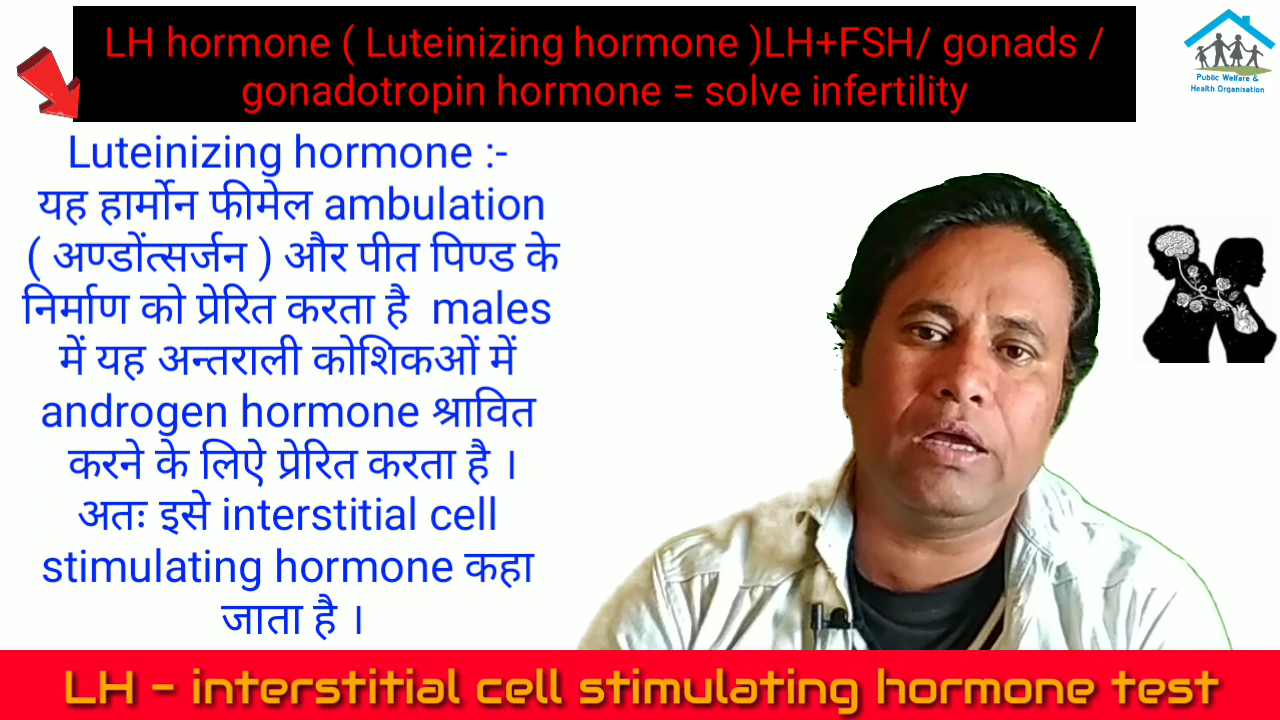 LH hormone ( Luteinizing hormone )LH+FSH/ gonads /
gonadotropin hormone = solve infertility
Public Welfare &
Health Organisation
Luteinizing hormone :-
यह हार्मोन फीमेल ambulation
( अण्डोंत्सर्जन ) और पीत पिण्ड के
निर्माण को प्रेरित करता है males
में यह अन्तराली कोशिकओं में
androgen hormone श्रावित
करने के लिऐ प्रेरित करता है ।
अतः इसे interstitial cell
stimulating hormone कहा
जाता है ।
LH - interstitial cell stimulating hormone test